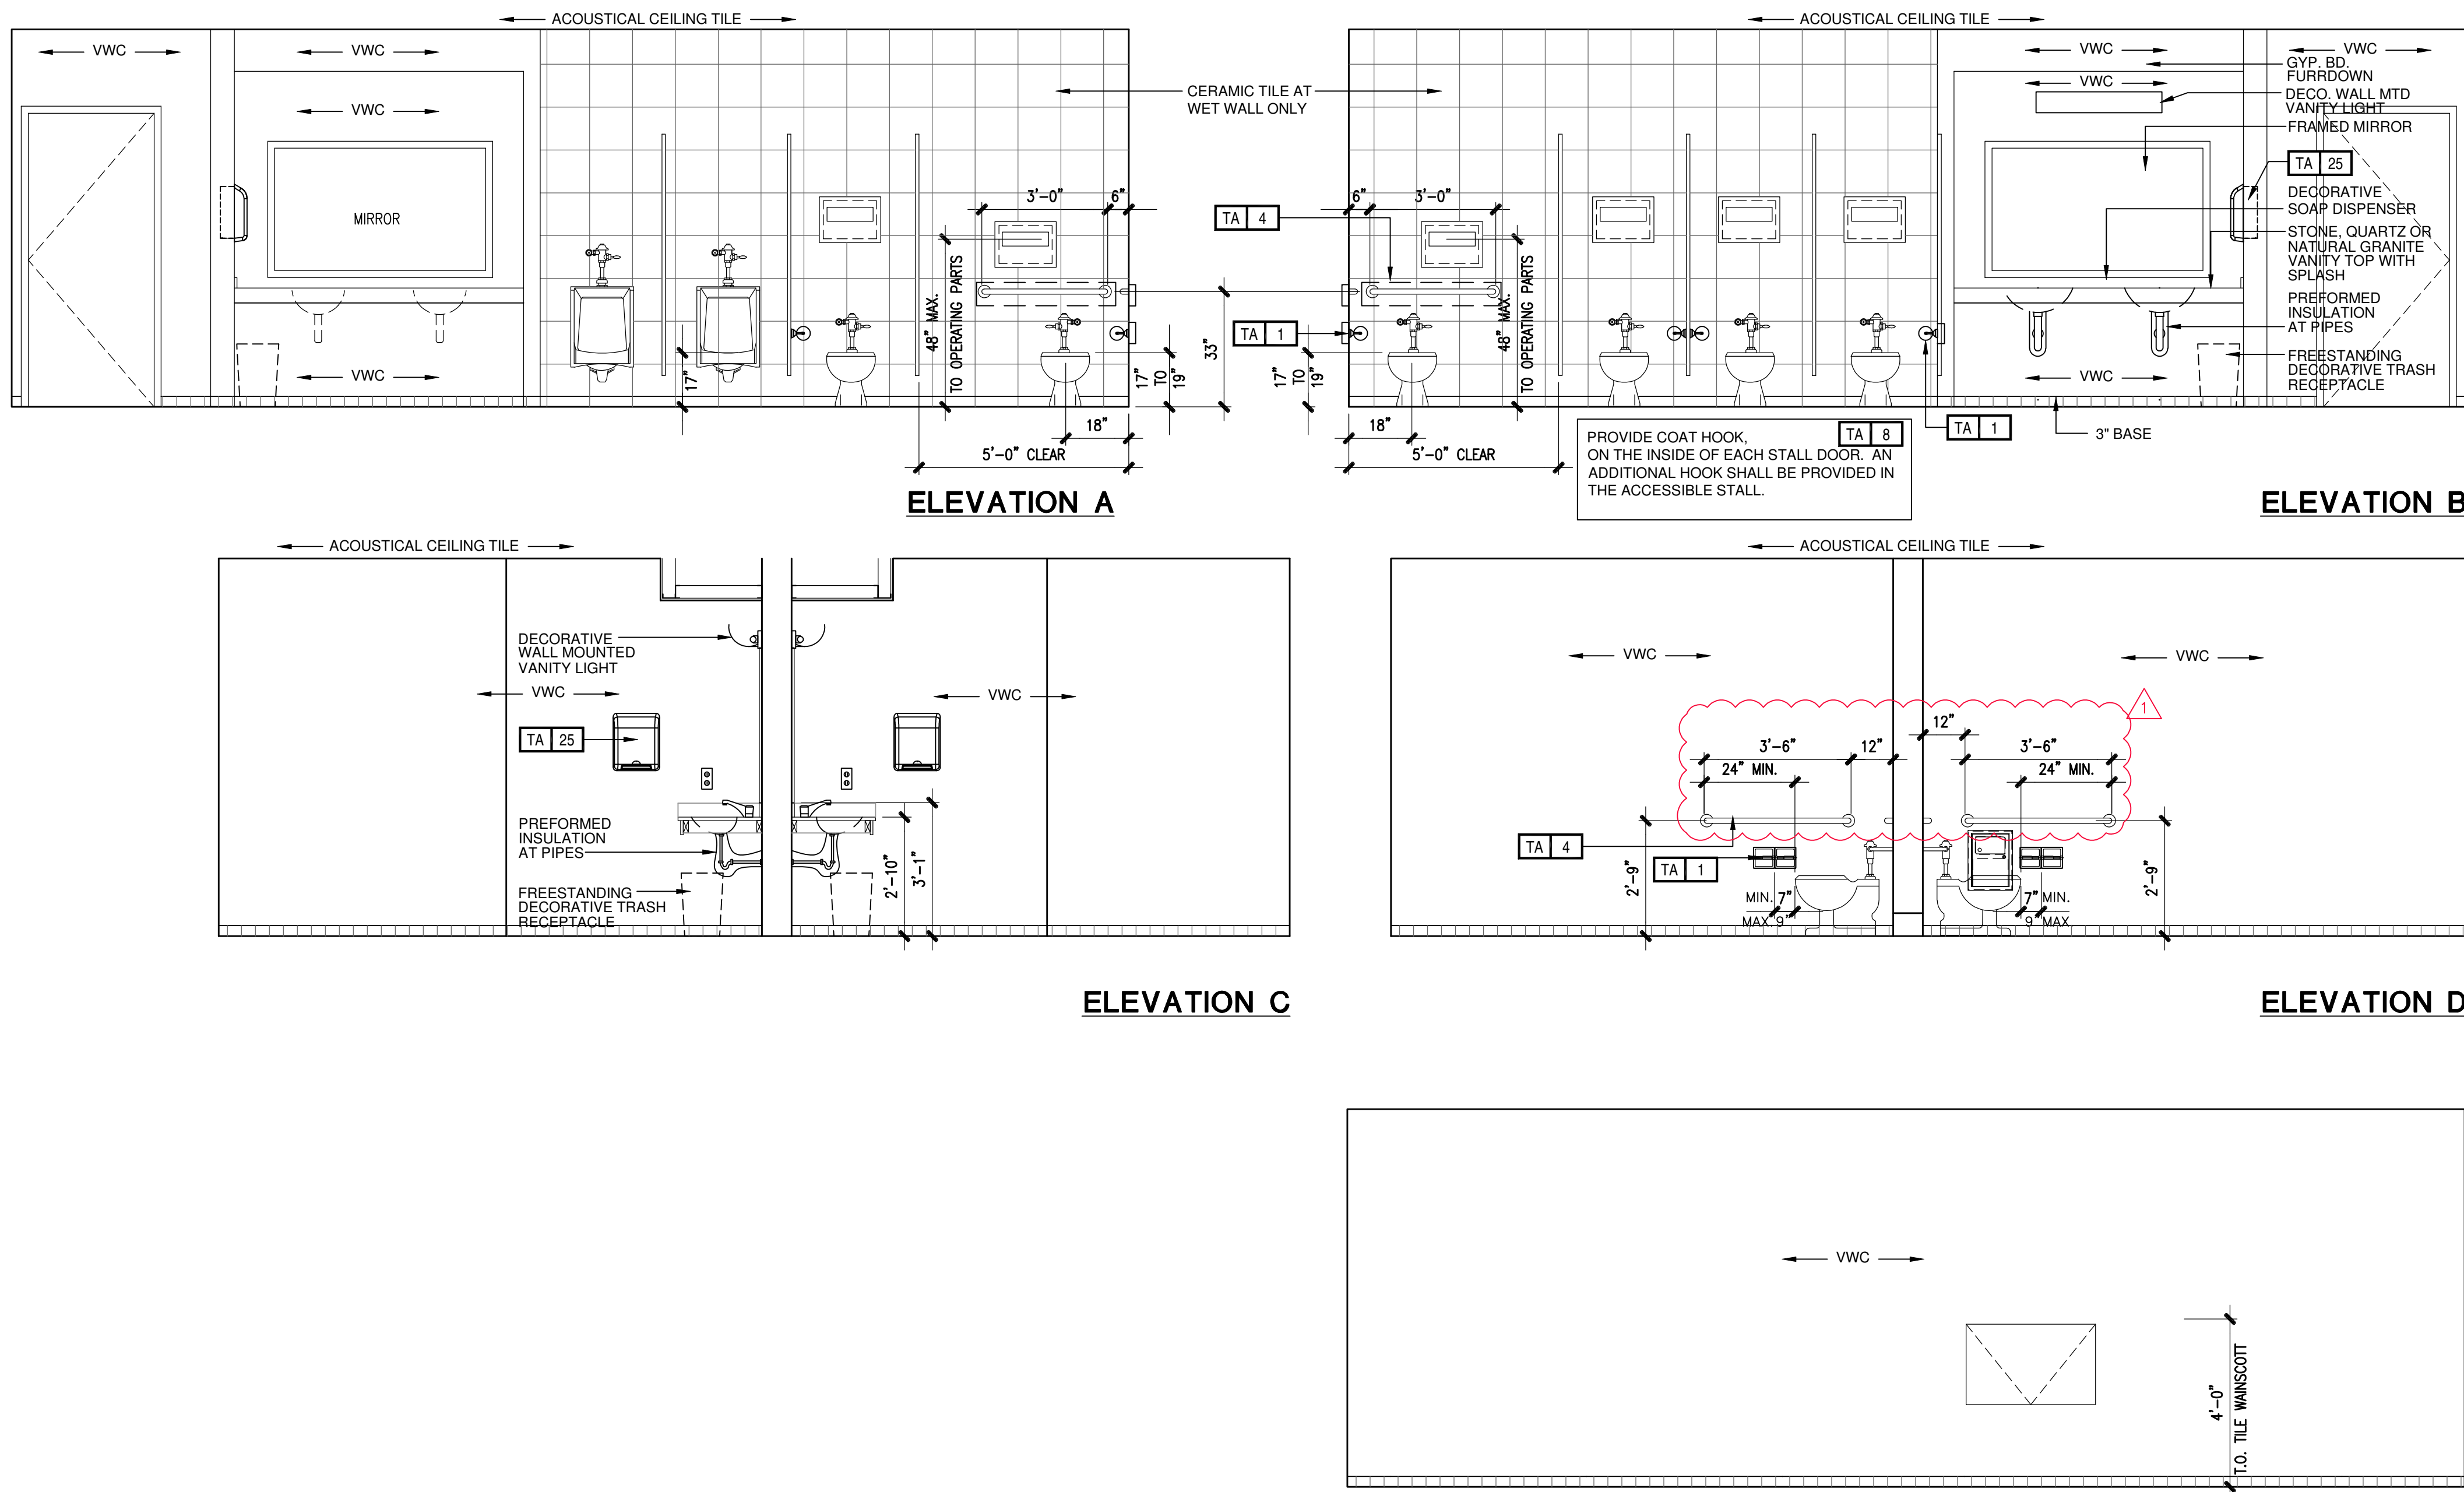 ACOUSTICAL CEILING TILE
VWC
VWC
VWC
MIRROR
VWC
3'-0"
6"
48" MAX.
TO OPERATING PARTS
17"
17"
TO
19"
33"
18"
5'-0" CLEAR
ELEVATION A
CERAMIC TILE AT
WET WALL ONLY
TA 4
TA 1
ACOUSTICAL CEILING TILE
6"
3'-0"
48" MAX.
TO OPERATING PARTS
17"
TO
19"
18"
5'-0" CLEAR
PROVIDE COAT HOOK,
TA 8
ON THE INSIDE OF EACH STALL DOOR. AN
ADDITIONAL HOOK SHALL BE PROVIDED IN
THE ACCESSIBLE STALL.
VWC
VWC
VWC
VWC
GYP. BD.
FURRDOWN
DECO. WALL MTD
VANITY LIGHT
FRAMED MIRROR
TA 25
DECORATIVE
SOAP DISPENSER
STONE, QUARTZ OR
NATURAL GRANITE
VANITY TOP WITH
SPLASH
PREFORMED
INSULATION
AT PIPES
FREESTANDING
DECORATIVE TRASH
RECEPTACLE
TA 1
3" BASE
ELEVATION B
ACOUSTICAL CEILING TILE
DECORATIVE
WALL MOUNTED
VANITY LIGHT
VWC
VWC
TA 25
PREFORMED
INSULATION
AT PIPES
FREESTANDING
DECORATIVE TRASH
RECEPTACLE
2'-10"
3'-1"
ELEVATION C
ACOUSTICAL CEILING TILE
VWC
VWC
1
12"
3'-6"
12"
3'-6"
24" MIN.
24" MIN.
TA 4
TA 1
2'-9"
2'-9"
MIN. 7"
MAX. 9"
7" MIN.
9" MAX.
ELEVATION D
VWC
4'-0"
T.O. TILE WAINSCOTT